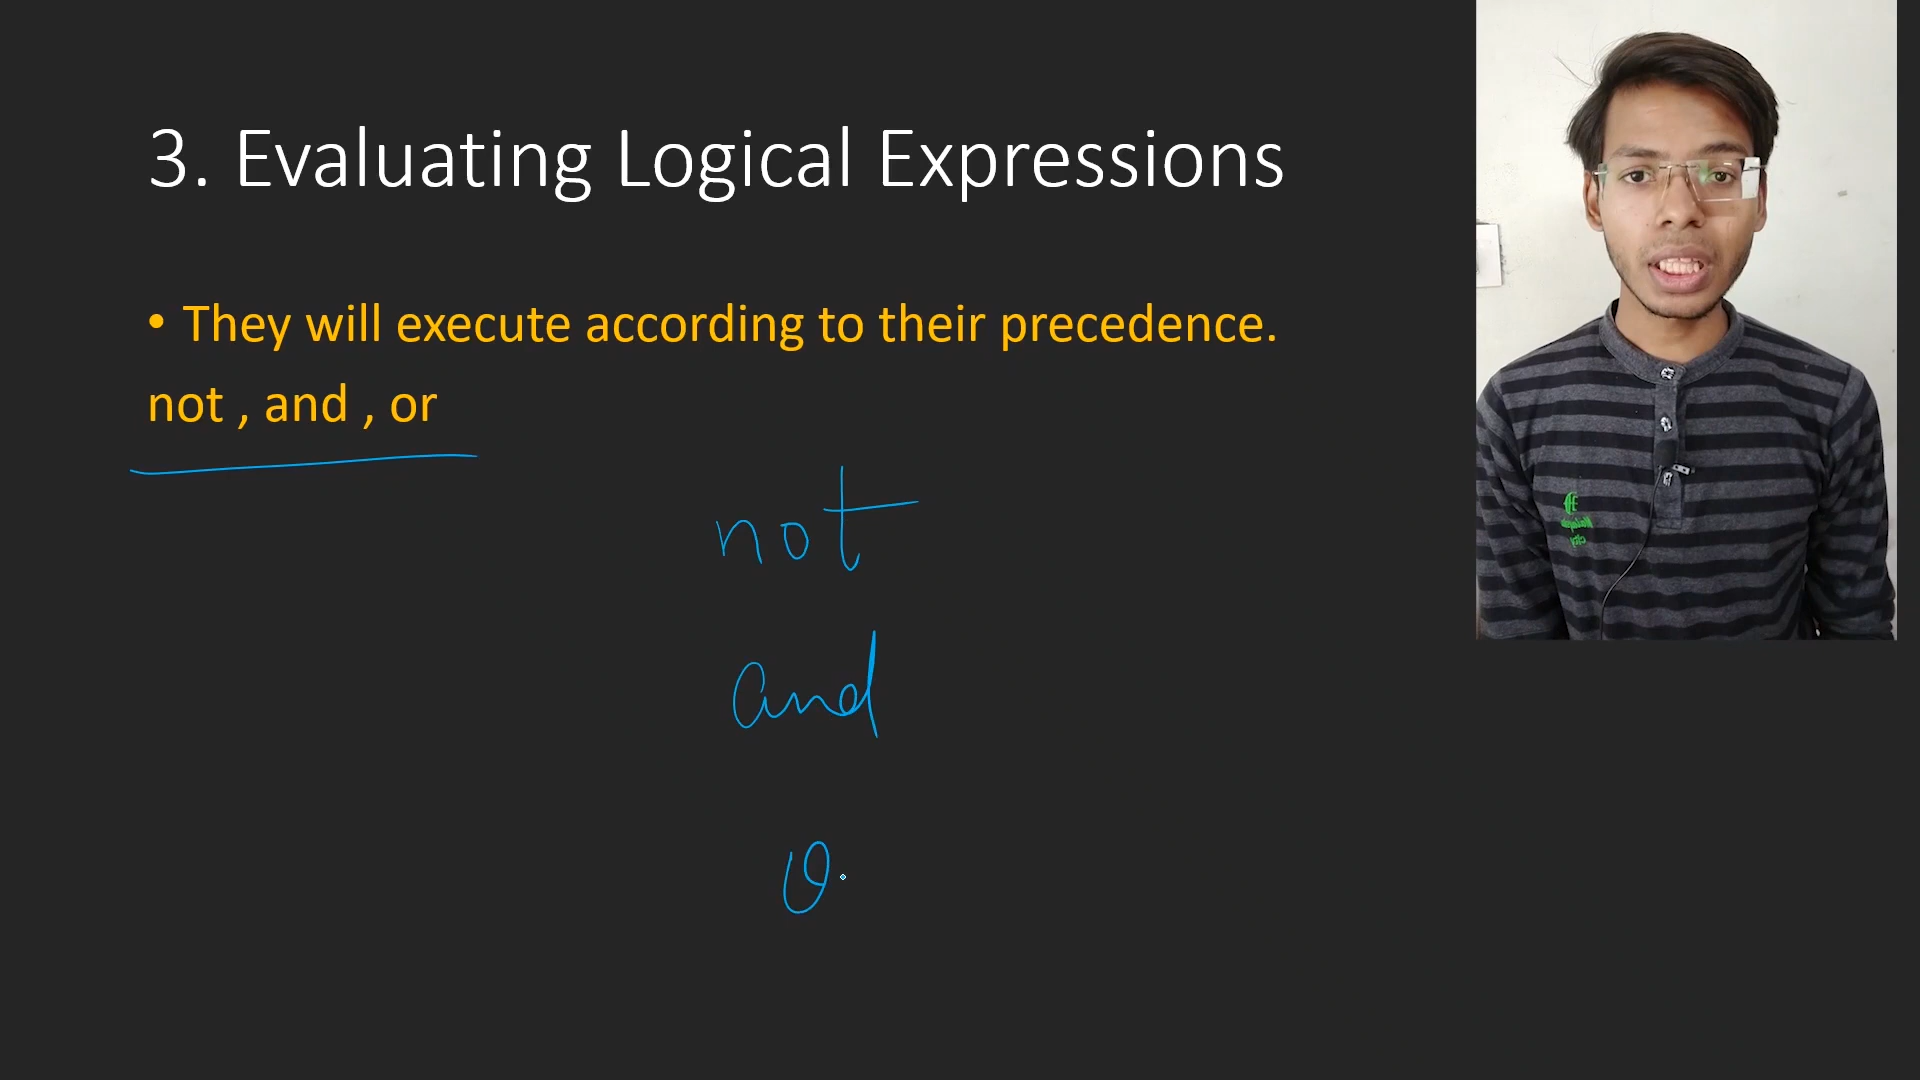 3. Evaluating Logical Expressions
• They will execute according to their precedence.
not , and , or
not
and